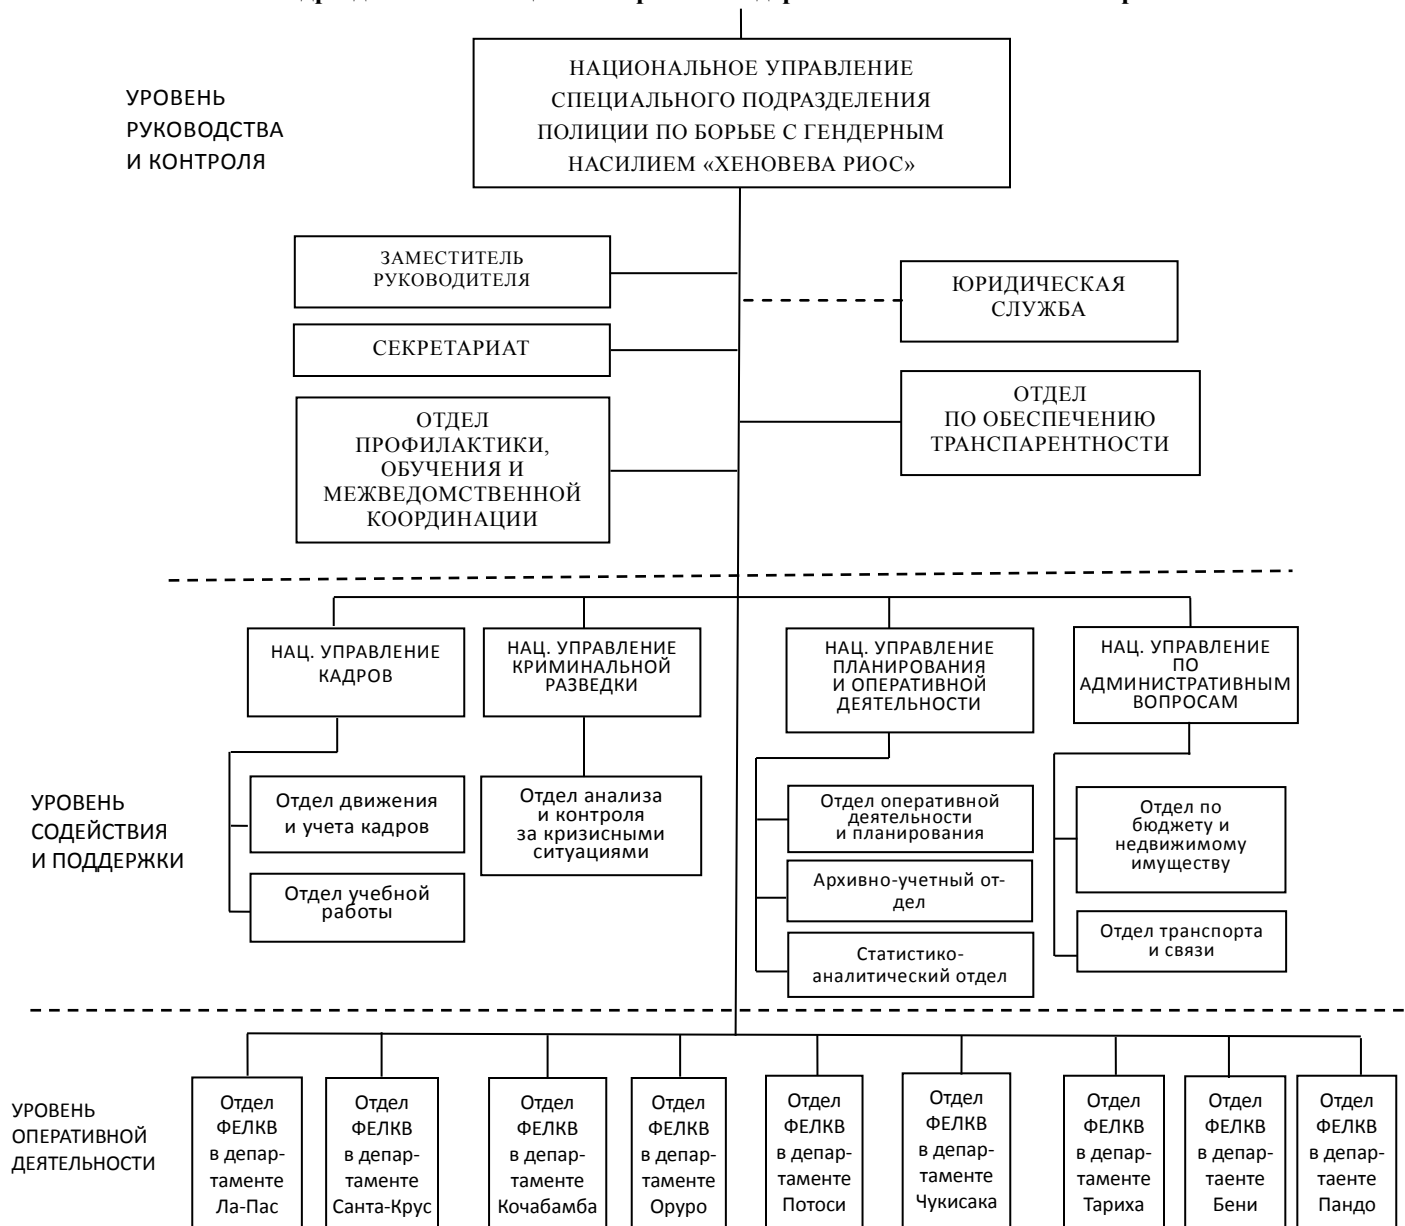 НАЦИОНАЛЬНОЕ УПРАВЛЕНИЕ
СПЕЦИАЛЬНОГО ПОДРАЗДЕЛЕНИЯ
ПОЛИЦИИ ПО БОРЬБЕ С ГЕНДЕРНЫМ
НАСИЛИЕМ «ХЕНОВЕВА РИОС»
УРОВЕНЬ
РУКОВОДСТВА
И КОНТРОЛЯ
ЗАМЕСТИТЕЛЬ
РУКОВОДИТЕЛЯ
ЮРИДИЧЕСКАЯ
СЛУЖБА
СЕКРЕТАРИАТ
ОТДЕЛ
ПО ОБЕСПЕЧЕНИЮ
ТРАНСПАРЕНТНОСТИ
ОТДЕЛ
ПРОФИЛАКТИКИ,
ОБУЧЕНИЯ И
МЕЖВЕДОМСТВЕННОЙ
КООРДИНАЦИИ
НАЦ. УПРАВЛЕНИЕ
КАДРОВ
НАЦ. УПРАВЛЕНИЕ
КРИМИНАЛЬНОЙ
РАЗВЕДКИ
НАЦ. УПРАВЛЕНИЕ
ПЛАНИРОВАНИЯ
И ОПЕРАТИВНОЙ
ДЕЯТЕЛЬНОСТИ
НАЦ. УПРАВЛЕНИЕ
ПО
АДМИНИСТРАТИВНЫМ
ВОПРОСАМ
УРОВЕНЬ
СОДЕЙСТВИЯ
И ПОДДЕРЖКИ
Отдел движения
и учета кадров
Отдел учебной
работы
Отдел анализа
и контроля
за кризисными
ситуациями
Отдел оперативной
деятельности
и планирования
Архивно-учетный от-
дел
Статистико-
аналитический отдел
Отдел по
бюджету и
недвижимому
имуществу
Отдел транспорта
и связи
УРОВЕНЬ
ОПЕРАТИВНОЙ
ДЕЯТЕЛЬНОСТИ
Отдел
ФЕЛКВ
в депар-
таменте
Ла-Пас
Отдел
ФЕЛКВ
в депар-
таменте
Санта-Крус
Отдел
ФЕЛКВ
в депар-
таменте
Кочабамба
Отдел
ФЕЛКВ
в депар-
таменте
Оруро
Отдел
ФЕЛКВ
в депар-
таменте
Потоси
Отдел
ФЕЛКВ
в депар-
таменте
Чукисака
Отдел
ФЕЛКВ
в депар-
таменте
Тариха
Отдел
ФЕЛКВ
в депар-
таенте
Бени
Отдел
ФЕЛКВ
в депар-
таенте
Пандо